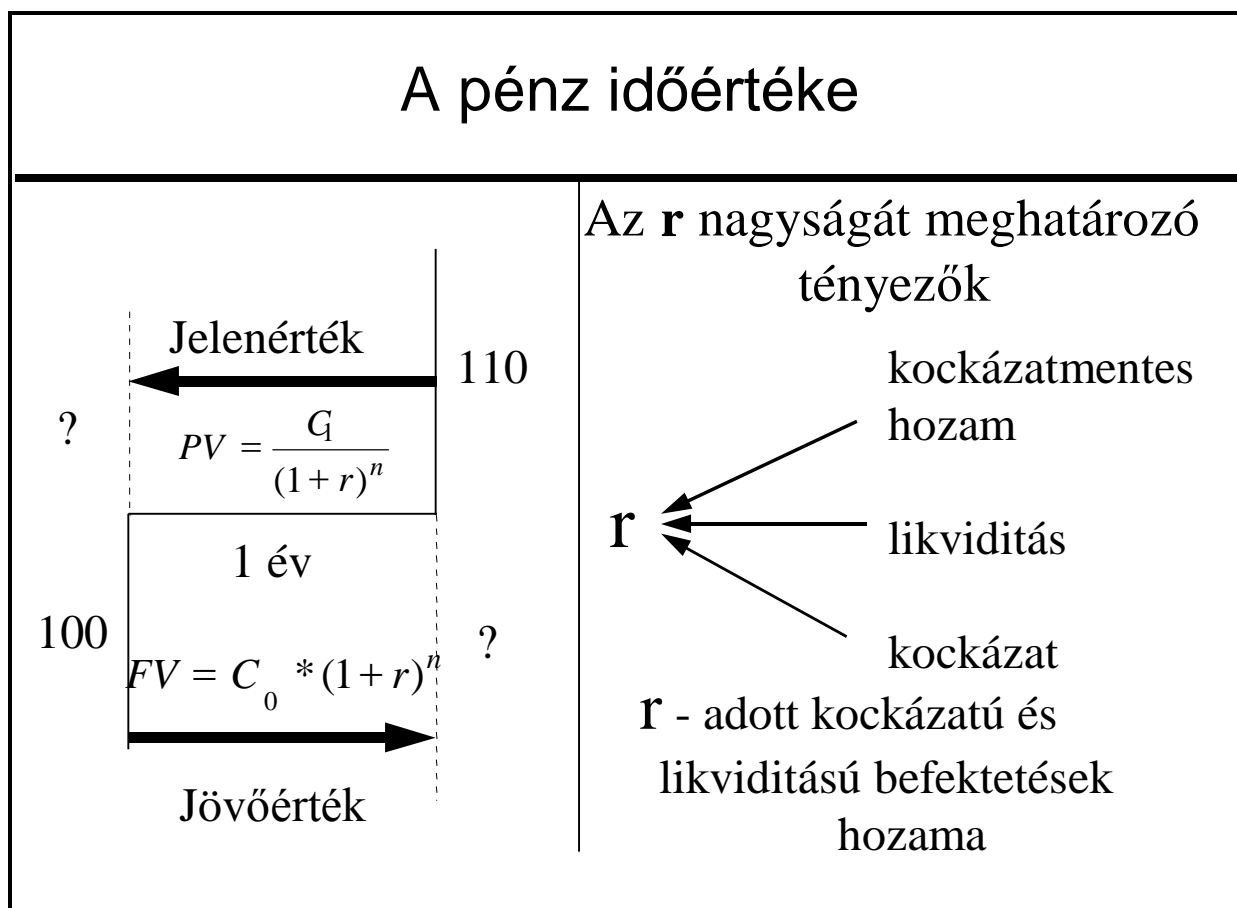 A pénz időértéke
Jelenérték
110
?
PV = C₁ / (1 + r)ⁿ
1 év
100
?
FV = C₀ * (1 + r)ⁿ
Jövőérték
Az r nagyságát meghatározó
tényezők
kockázatmentes
hozam
r
likviditás
kockázat
r - adott kockázatú és
likviditású befektetések
hozama